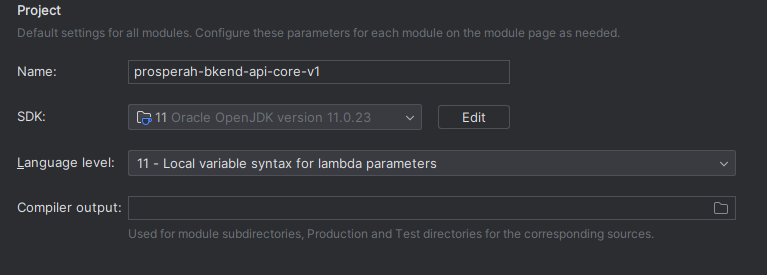 Project
Default settings for all modules. Configure these parameters for each module on the module page as needed.
Name: prosperah-bkend-api-core-v1
SDK: 11 Oracle OpenJDK version 11.0.23 Edit
Language level: 11 - Local variable syntax for lambda parameters
Compiler output:
Used for module subdirectories, Production and Test directories for the corresponding sources.